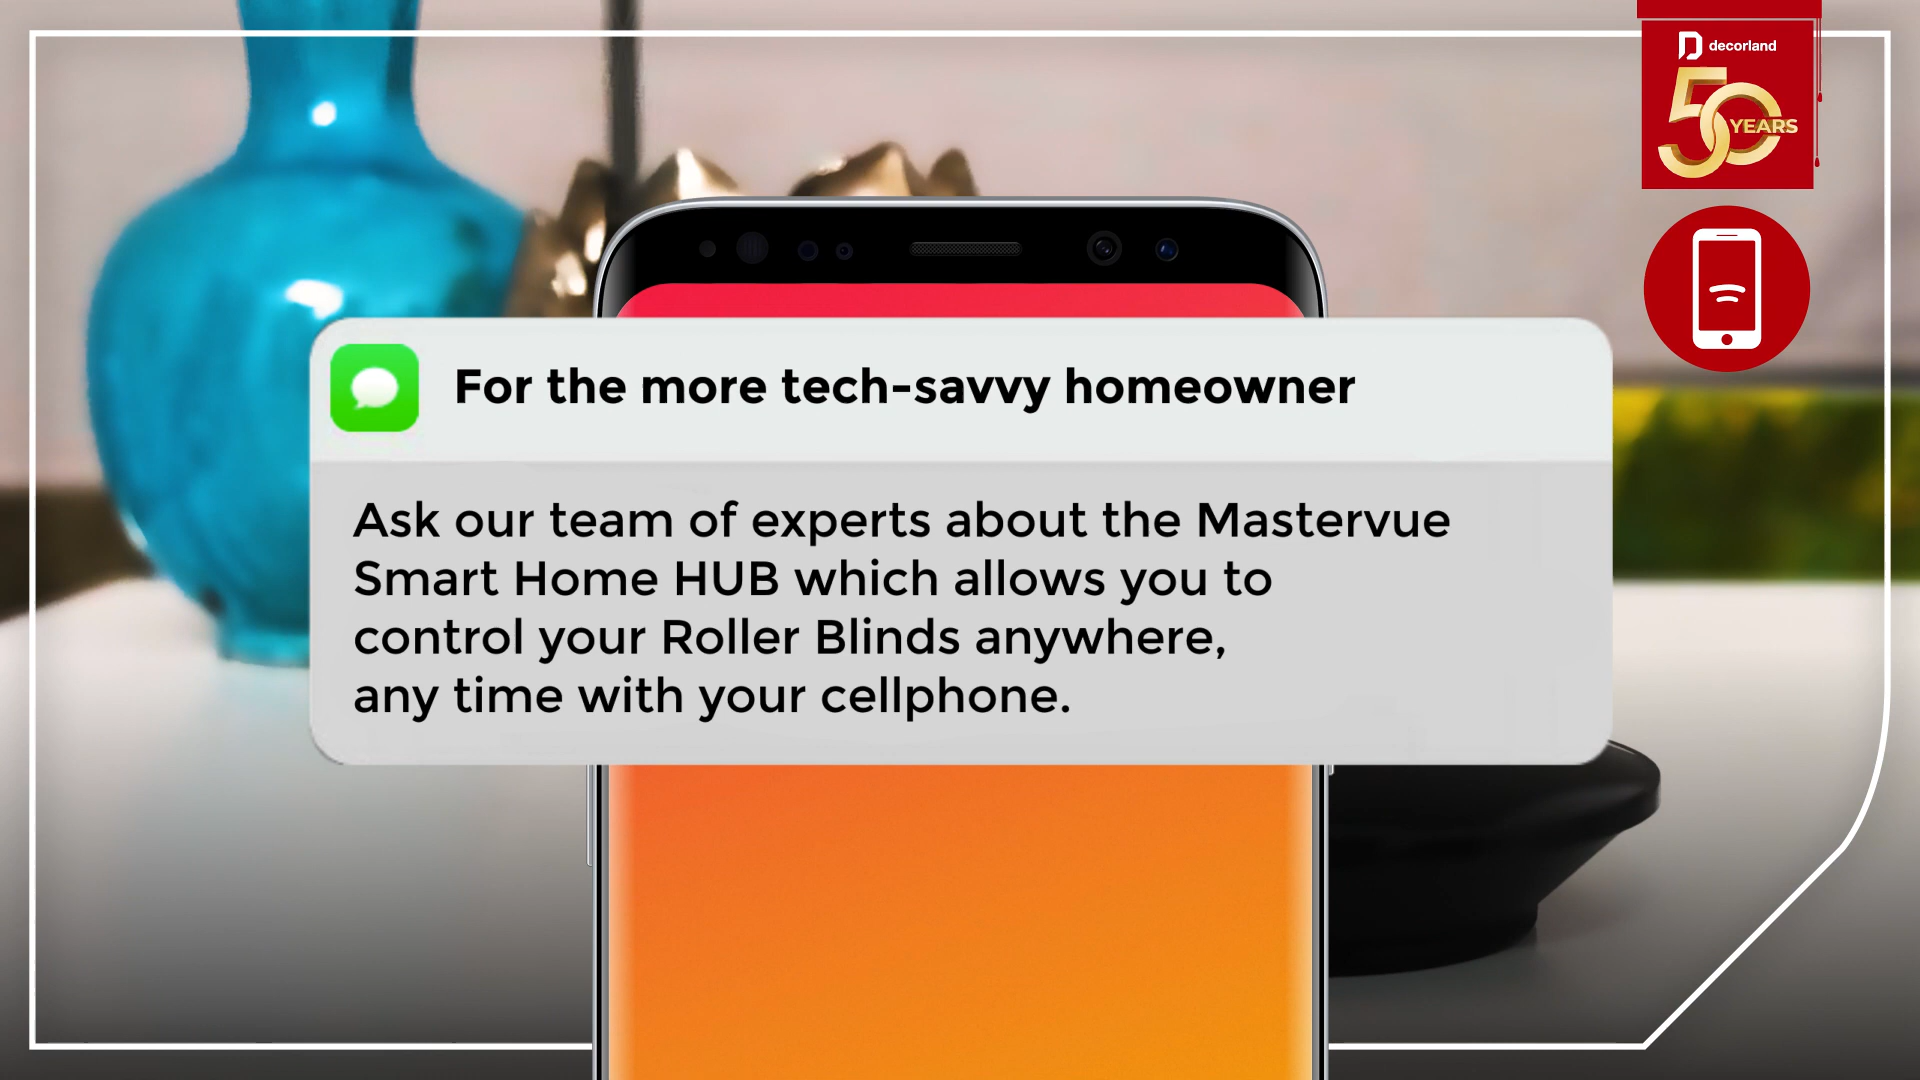 decorland
50
YEARS
For the more tech-savvy homeowner
Ask our team of experts about the Mastervue
Smart Home HUB which allows you to
control your Roller Blinds anywhere,
any time with your cellphone.